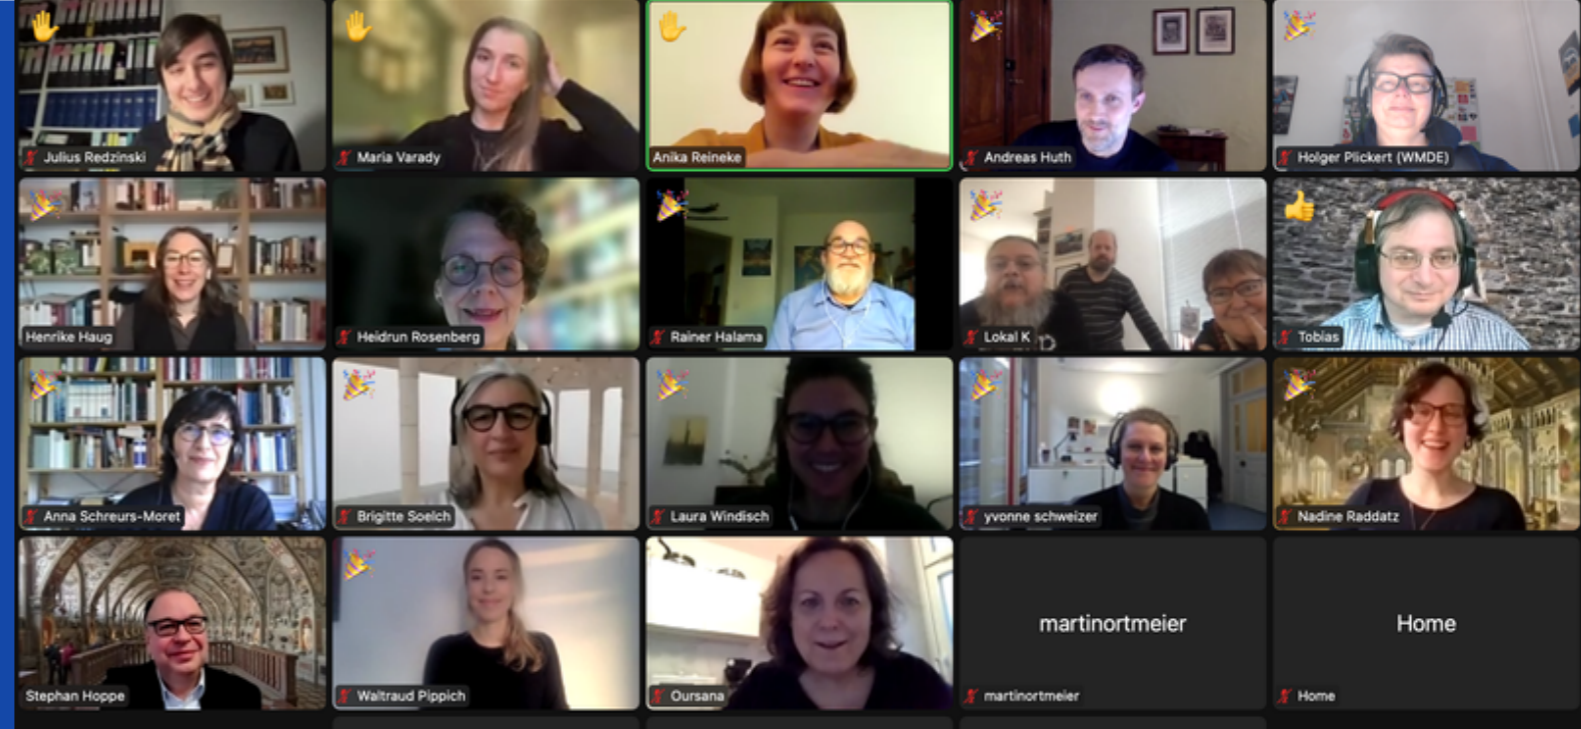 Julius Redzinski
Maria Varady
Anika Reineke
Andreas Huth
Holger Plickert (WMDE)
Henrike Haug
Heidrun Rosenberg
Rainer Halama
Lokal K
Tobias
Anna Schreurs-Moret
Brigitte Soelch
Laura Windisch
yvonne schweizer
Nadine Raddatz
Stephan Hoppe
Waltraud Pippich
Oursana
martinortmeier
martinortmeier
Home
Home